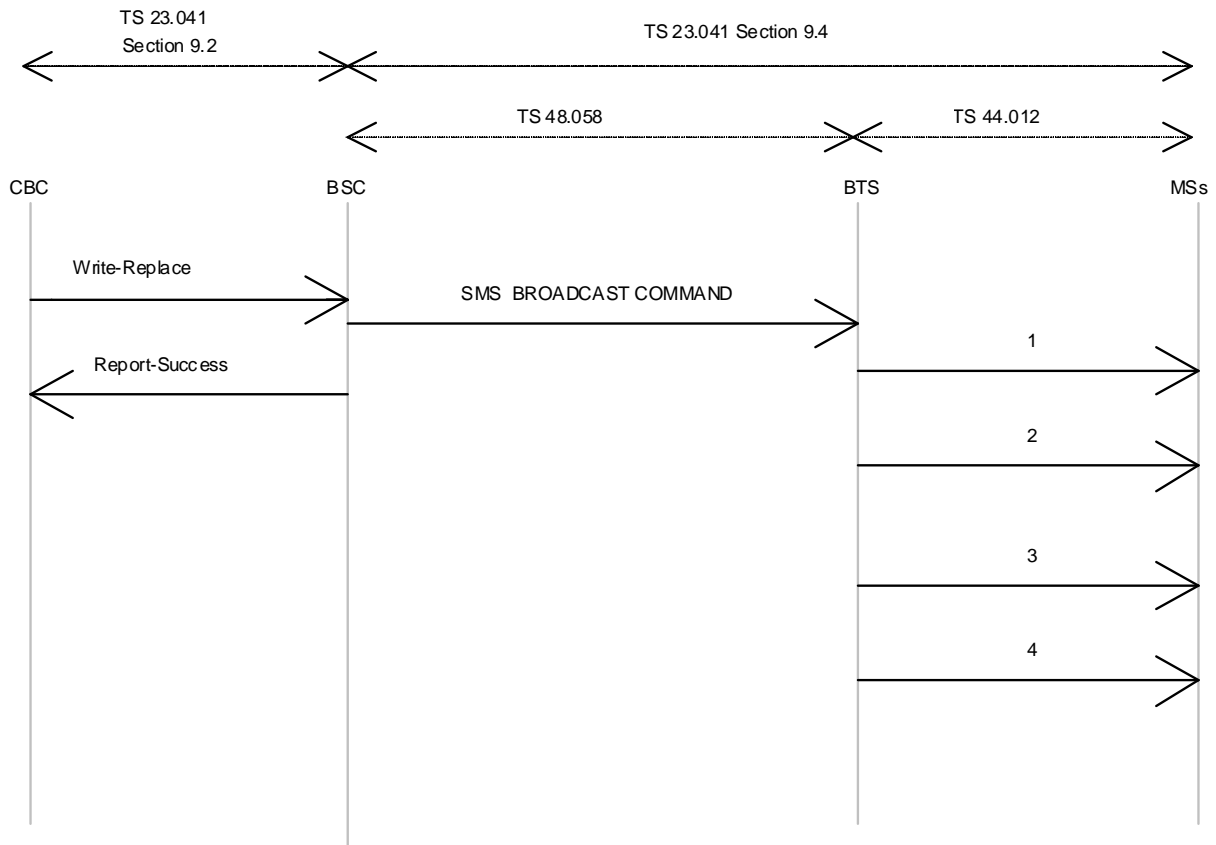 TS 23.041
Section 9.2
TS 23.041 Section 9.4
TS 48.058
TS 44.012
CBC
BSC
BTS
MSs
Write-Replace
SMS BROADCAST COMMAND
1
Report-Success
2
3
4